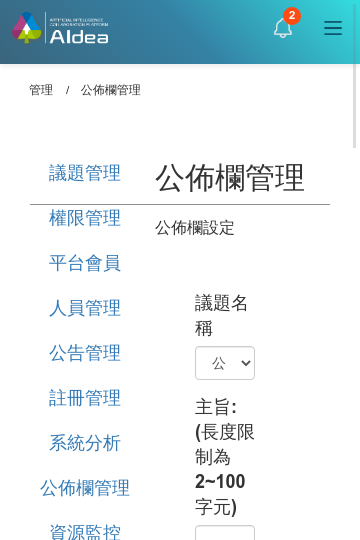 ARTIFICIAL INTELLIGENCE
COLLABORATION PLATFORM
AIdea
2
管理 / 公佈欄管理
議題管理
權限管理
平台會員
人員管理
公告管理
註冊管理
系統分析
公佈欄管理
資源監控
公佈欄管理
公佈欄設定
議題名
稱
公
主旨:
(長度限
制為
2~100
字元)